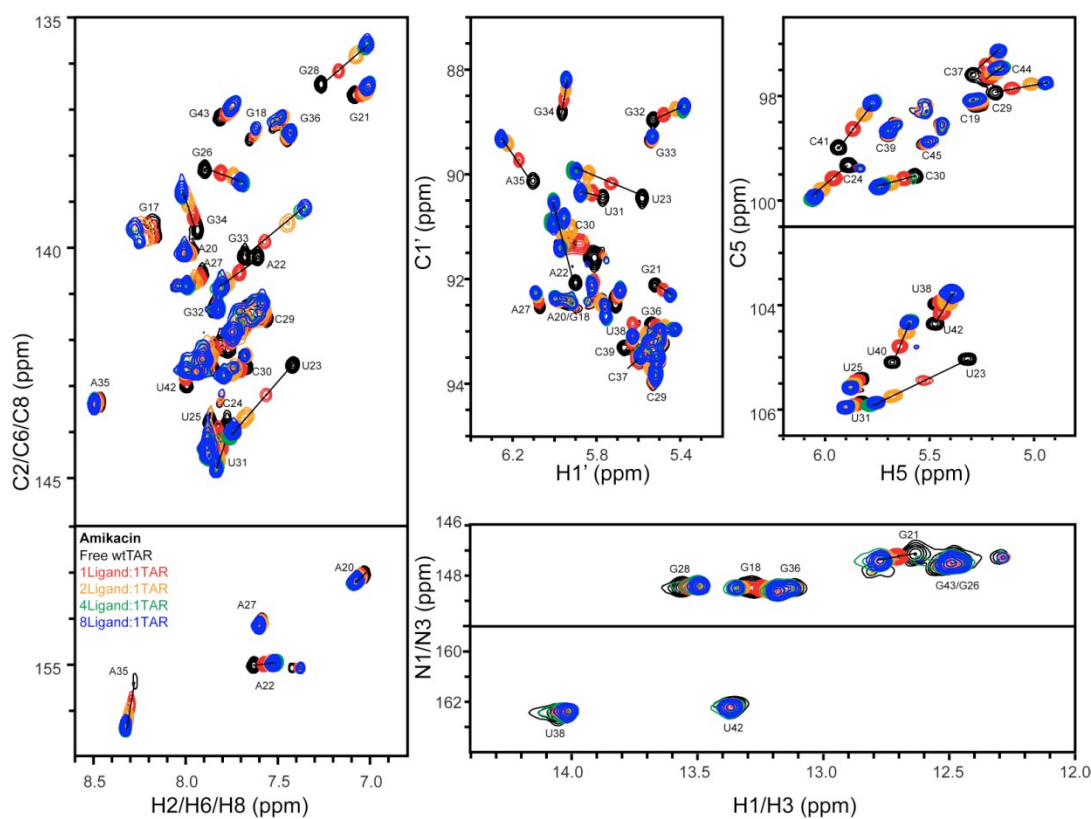 135
140
145
155
C2/C6/C8 (ppm)
G28
G21
G43
G18
G36
G26
G17
G34
A20
G33
A22
A27
G32
C29
C30
U42
U23
A35
C24
U25
U31
Amikacin
Free wtTAR
1Ligand:1TAR
2Ligand:1TAR
4Ligand:1TAR
8Ligand:1TAR
A20
A27
A35
A22
8.5
8.0
7.5
7.0
H2/H6/H8 (ppm)
88
90
92
94
C1' (ppm)
G34
G32
G33
A35
U23
U31
C30
A22
G21
A27
A20/G18
U38
G36
C39
C37
C29
6.2
5.8
5.4
H1' (ppm)
98
100
104
106
C5 (ppm)
C37
C44
C29
C19
C41
C39
C45
C24
C30
U38
U42
U40
U23
U25
U31
6.0
5.5
5.0
H5 (ppm)
146
148
160
162
N1/N3 (ppm)
G21
G28
G18
G36
G43/G26
U38
U42
14.0
13.5
13.0
12.5
12.0
H1/H3 (ppm)